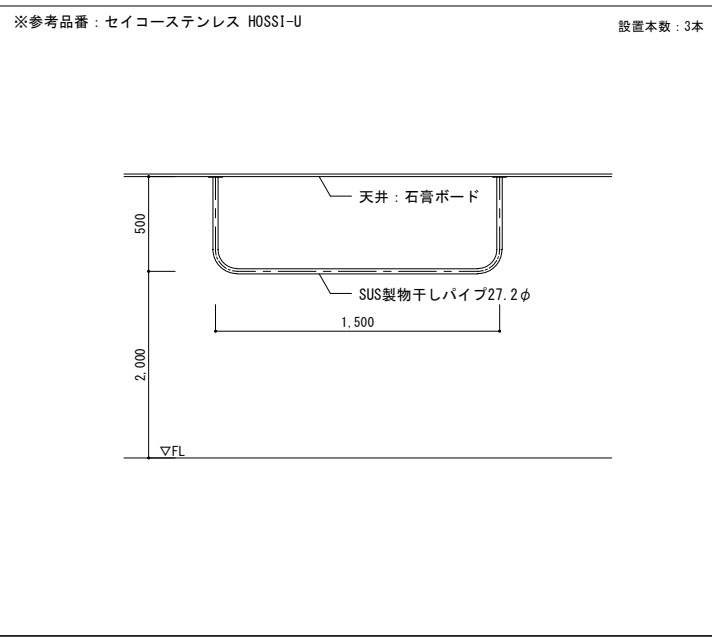 ※参考品番：セイコーステンレス HOSSI-U
設置本数：3本
天井：石膏ボード
500
SUS製物干しパイプ27.2φ
1,500
2,000
▽FL